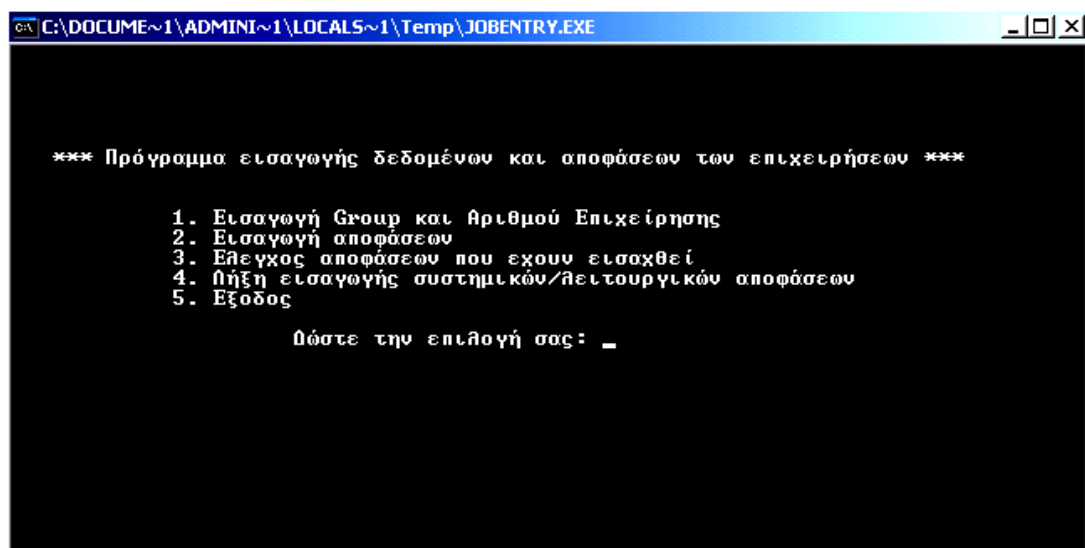 C:\DOCUME~1\ADMINI~1\LOCALS~1\Temp\JOBENTRY.EXE
*** Πρόγραμμα εισαγωγής δεδομένων και αποφάσεων των επιχειρήσεων ***
1. Εισαγωγή Group και Αριθμού Επιχείρησης
2. Εισαγωγή αποφάσεων
3. Ελεγχος αποφάσεων που εχουν εισαχθεί
4. Λήξη εισαγωγής συστημικών/λειτουργικών αποφάσεων
5. Εξοδος
Δώστε την επιλογή σας: _